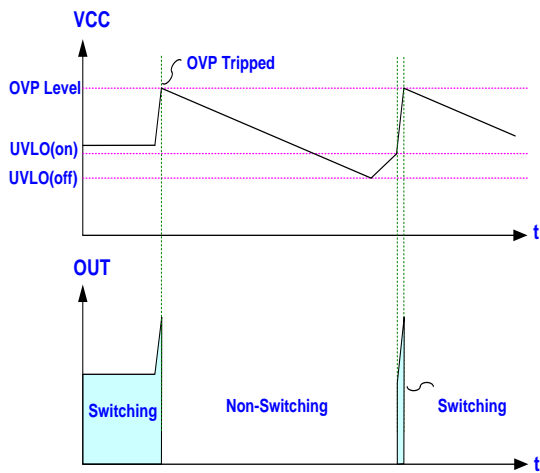 VCC
OVP Tripped
OVP Level
UVLO(on)
UVLO(off)
t
OUT
Switching
Non-Switching
Switching
t